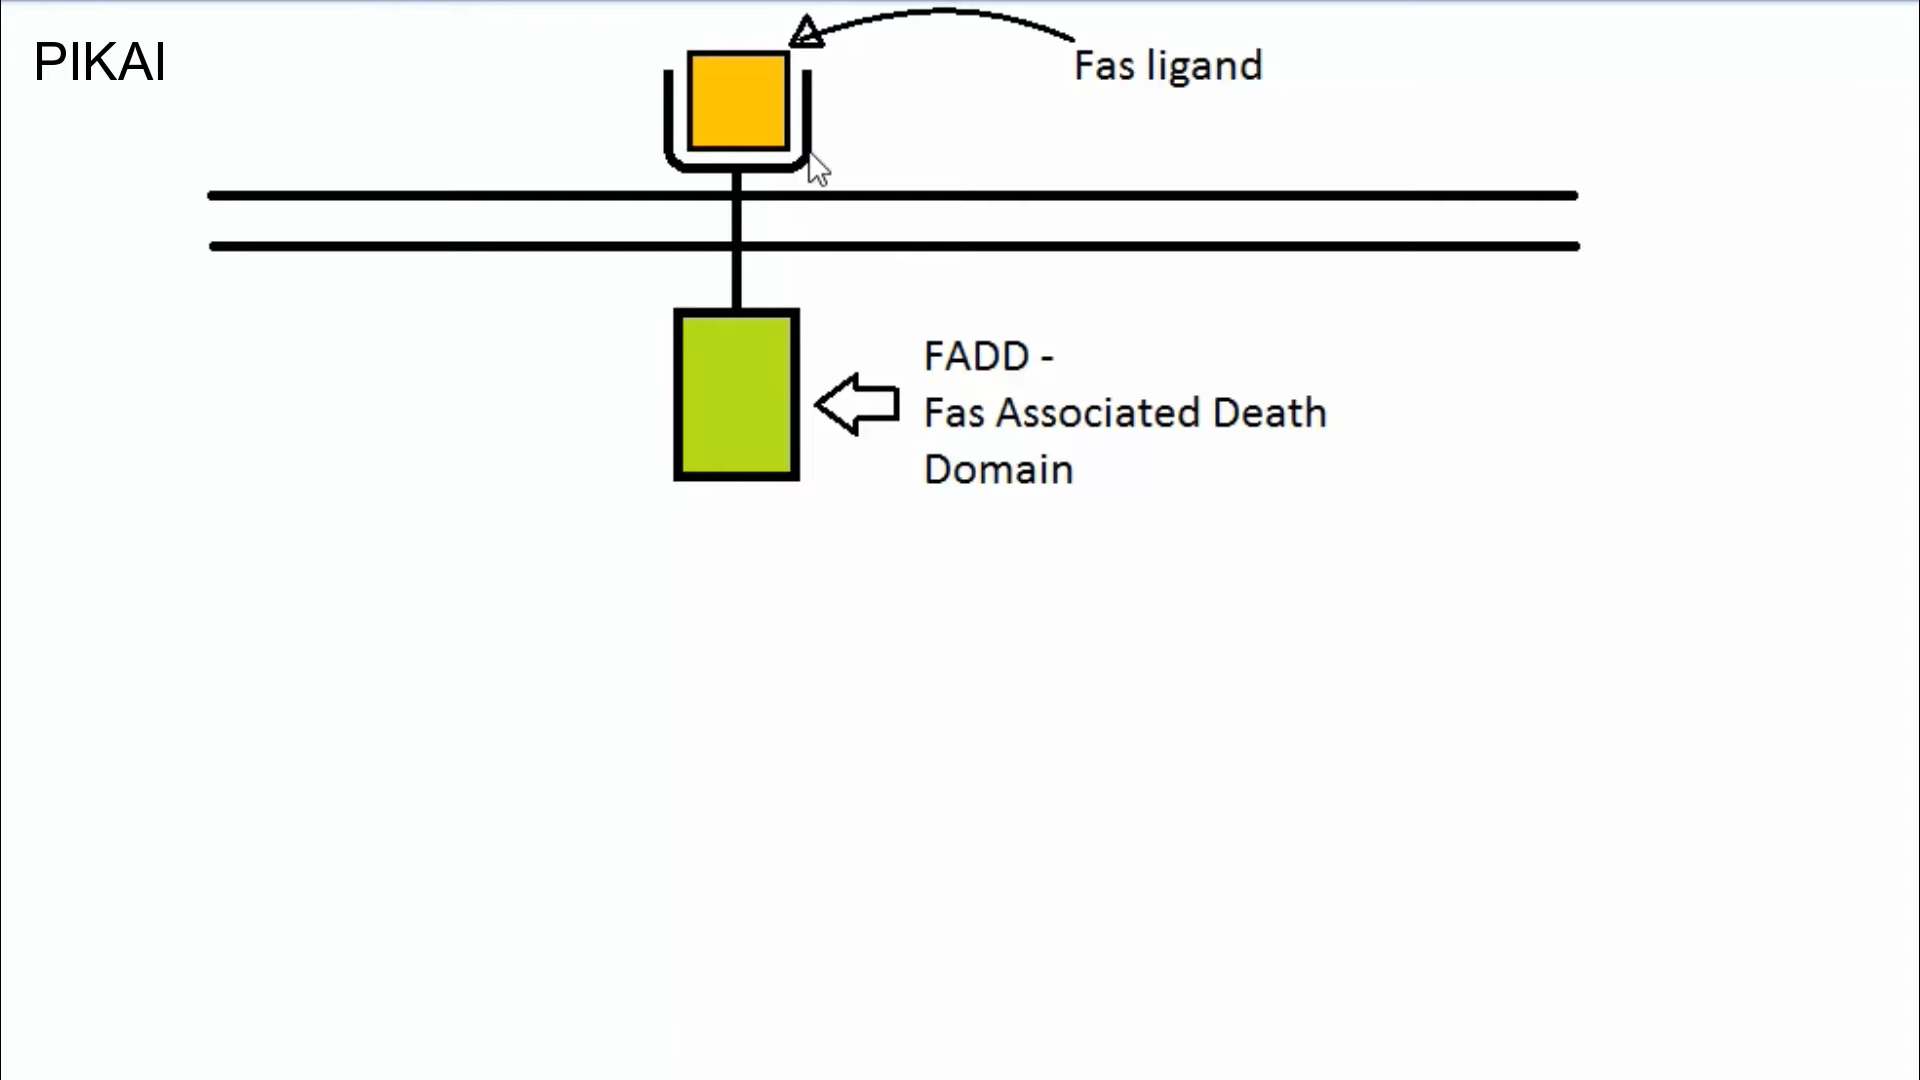 PIKAI
Fas ligand
FADD -
Fas Associated Death
Domain